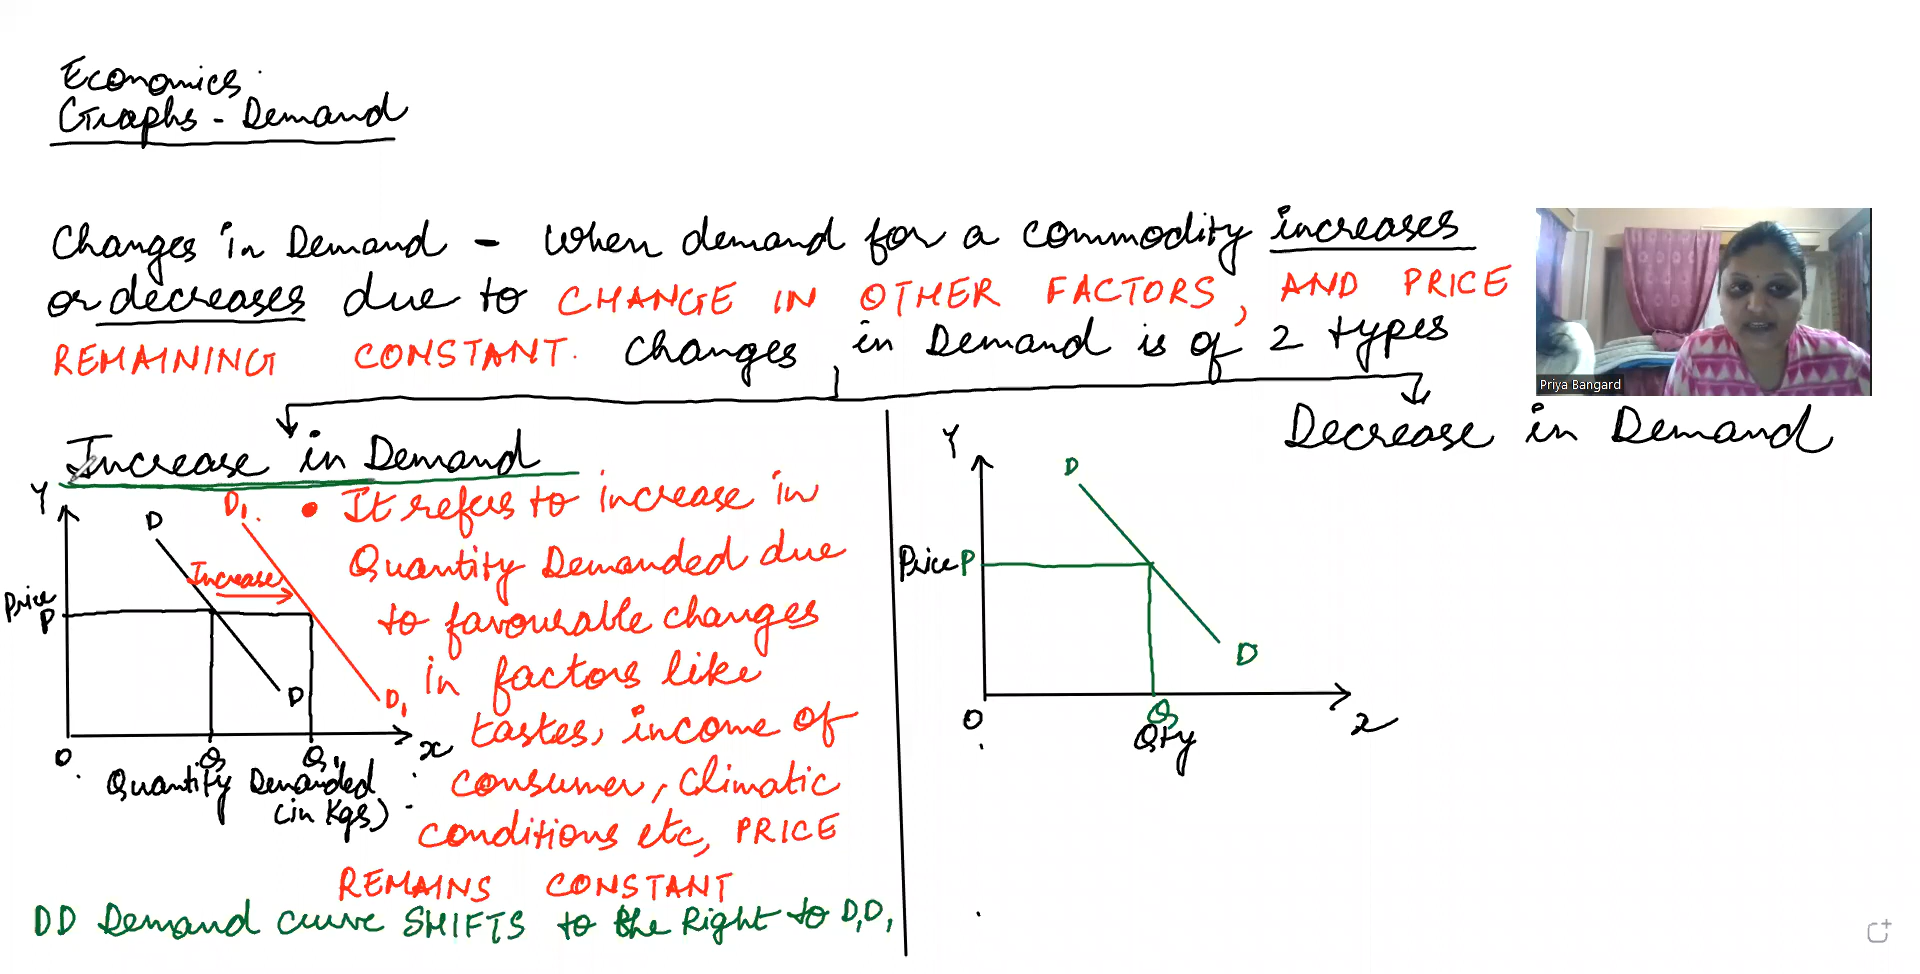 Economics
Graphs - Demand
Changes in Demand - When demand for a commodity increases
or decreases due to CHANGE IN OTHER FACTORS, AND PRICE
REMAINING CONSTANT. Changes in Demand is of 2 types
Priya Bangard
Increase in Demand
Y
D
D1
Increase
Price
P
D
D1
O
Q
Q1
x
Quantity Demanded
(in Kgs)
• It refers to increase in
Quantity Demanded due
to favourable changes
in factors like
tastes, income of
consumer, climatic
conditions etc, PRICE
REMAINS CONSTANT
DD Demand curve SHIFTS to the Right to D1D1
Decrease in Demand
Y
D
Price P
D
O
Q
Qty
x